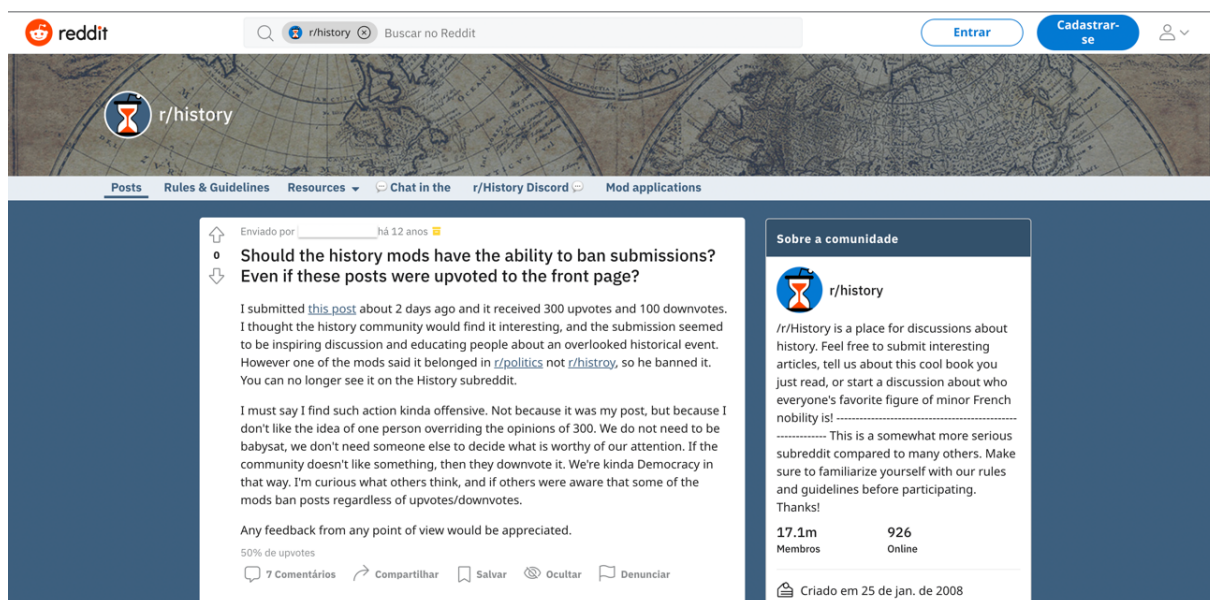 reddit
r/history
Buscar no Reddit
Entrar
Cadastrar-
se
r/history
Posts
Rules & Guidelines
Resources
Chat in the
r/History Discord
Mod applications
Enviado por
há 12 anos
0
Should the history mods have the ability to ban submissions?
Even if these posts were upvoted to the front page?
I submitted this post about 2 days ago and it received 300 upvotes and 100 downvotes.
I thought the history community would find it interesting, and the submission seemed
to be inspiring discussion and educating people about an overlooked historical event.
However one of the mods said it belonged in r/politics not r/histroy, so he banned it.
You can no longer see it on the History subreddit.
I must say I find such action kinda offensive. Not because it was my post, but because I
don't like the idea of one person overriding the opinions of 300. We do not need to be
babysat, we don't need someone else to decide what is worthy of our attention. If the
community doesn't like something, then they downvote it. We're kinda Democracy in
that way. I'm curious what others think, and if others were aware that some of the
mods ban posts regardless of upvotes/downvotes.
Any feedback from any point of view would be appreciated.
50% de upvotes
7 Comentários
Compartilhar
Salvar
Ocultar
Denunciar
Sobre a comunidade
r/history
/r/History is a place for discussions about
history. Feel free to submit interesting
articles, tell us about this cool book you
just read, or start a discussion about who
everyone's favorite figure of minor French
nobility is! ---------------------------------------------
------------- This is a somewhat more serious
subreddit compared to many others. Make
sure to familiarize yourself with our rules
and guidelines before participating.
Thanks!
17.1m
Membros
926
Online
Criado em 25 de jan. de 2008